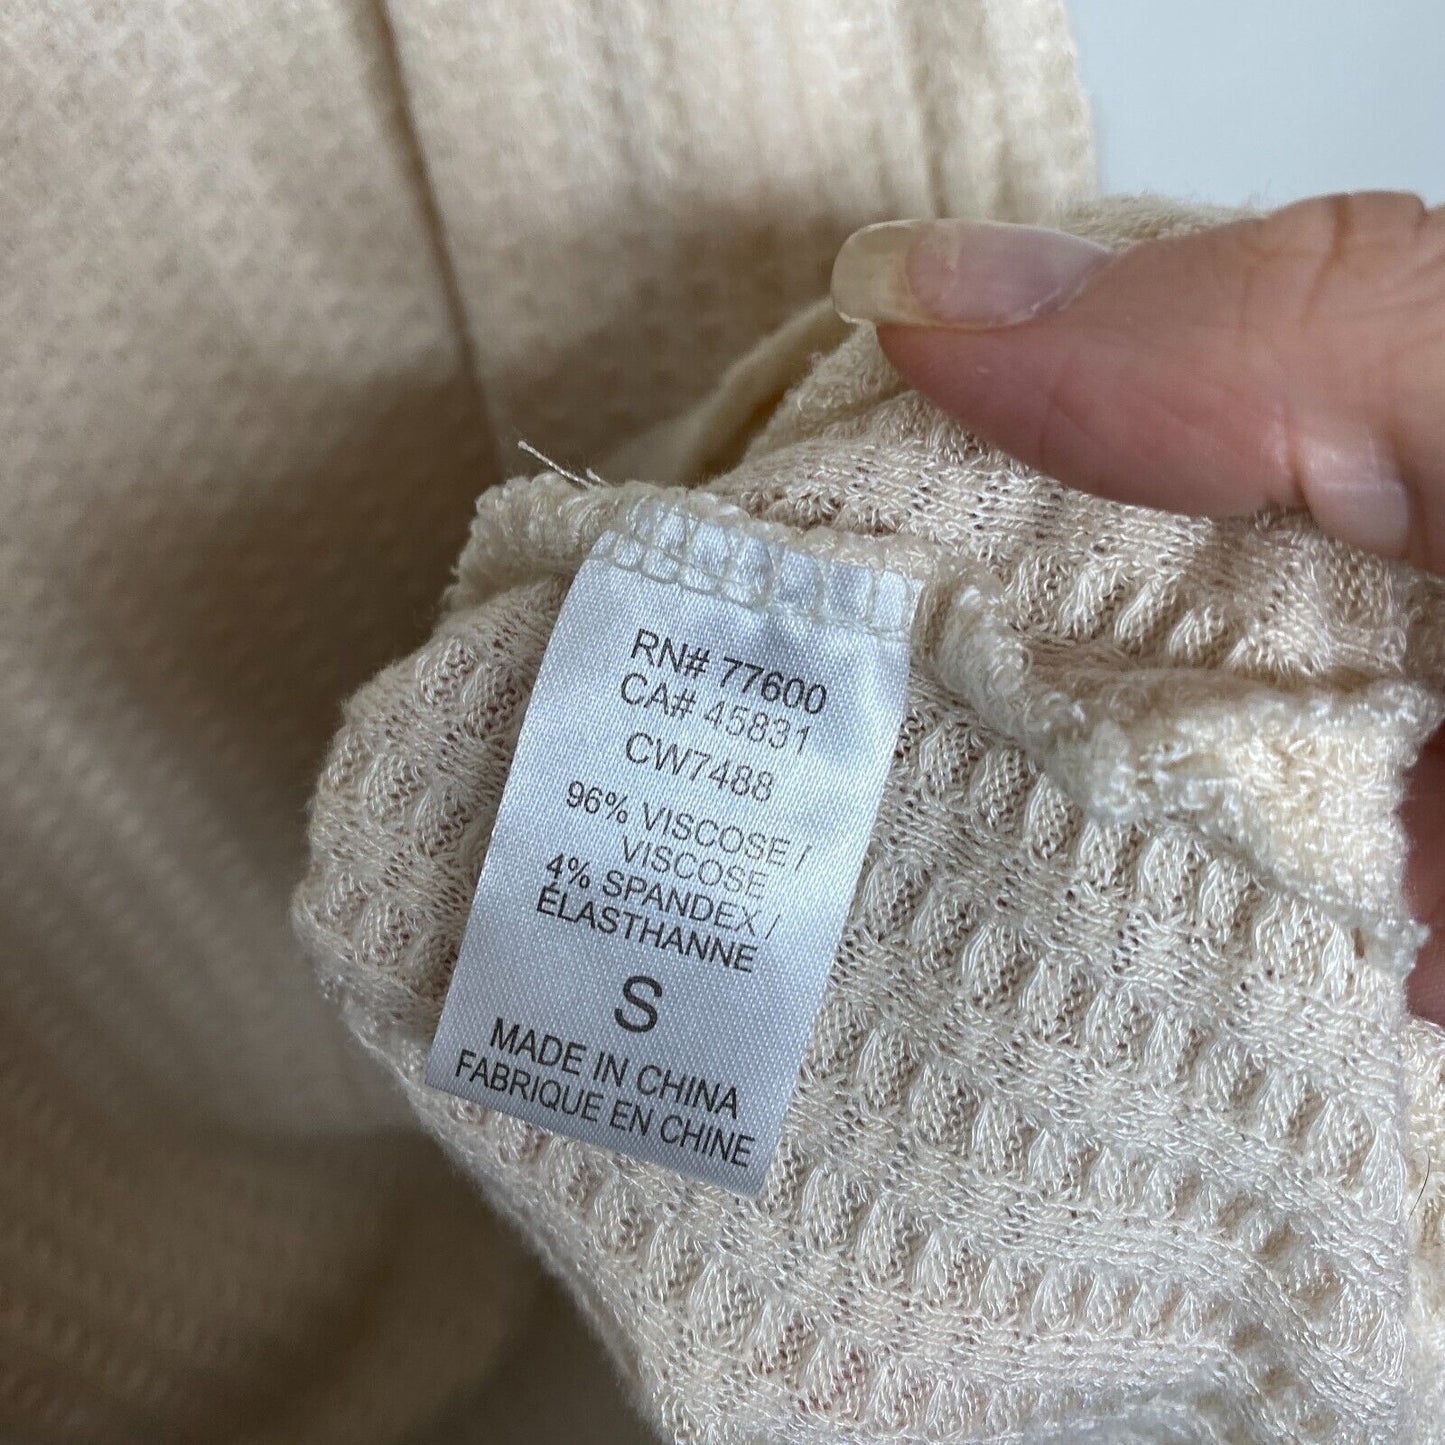 RN# 77600
CA# 45831
CW7488
96% VISCOSE /
VISCOSE
4% SPANDEX /
ÉLASTHANNE
S
MADE IN CHINA
FABRIQUE EN CHINE